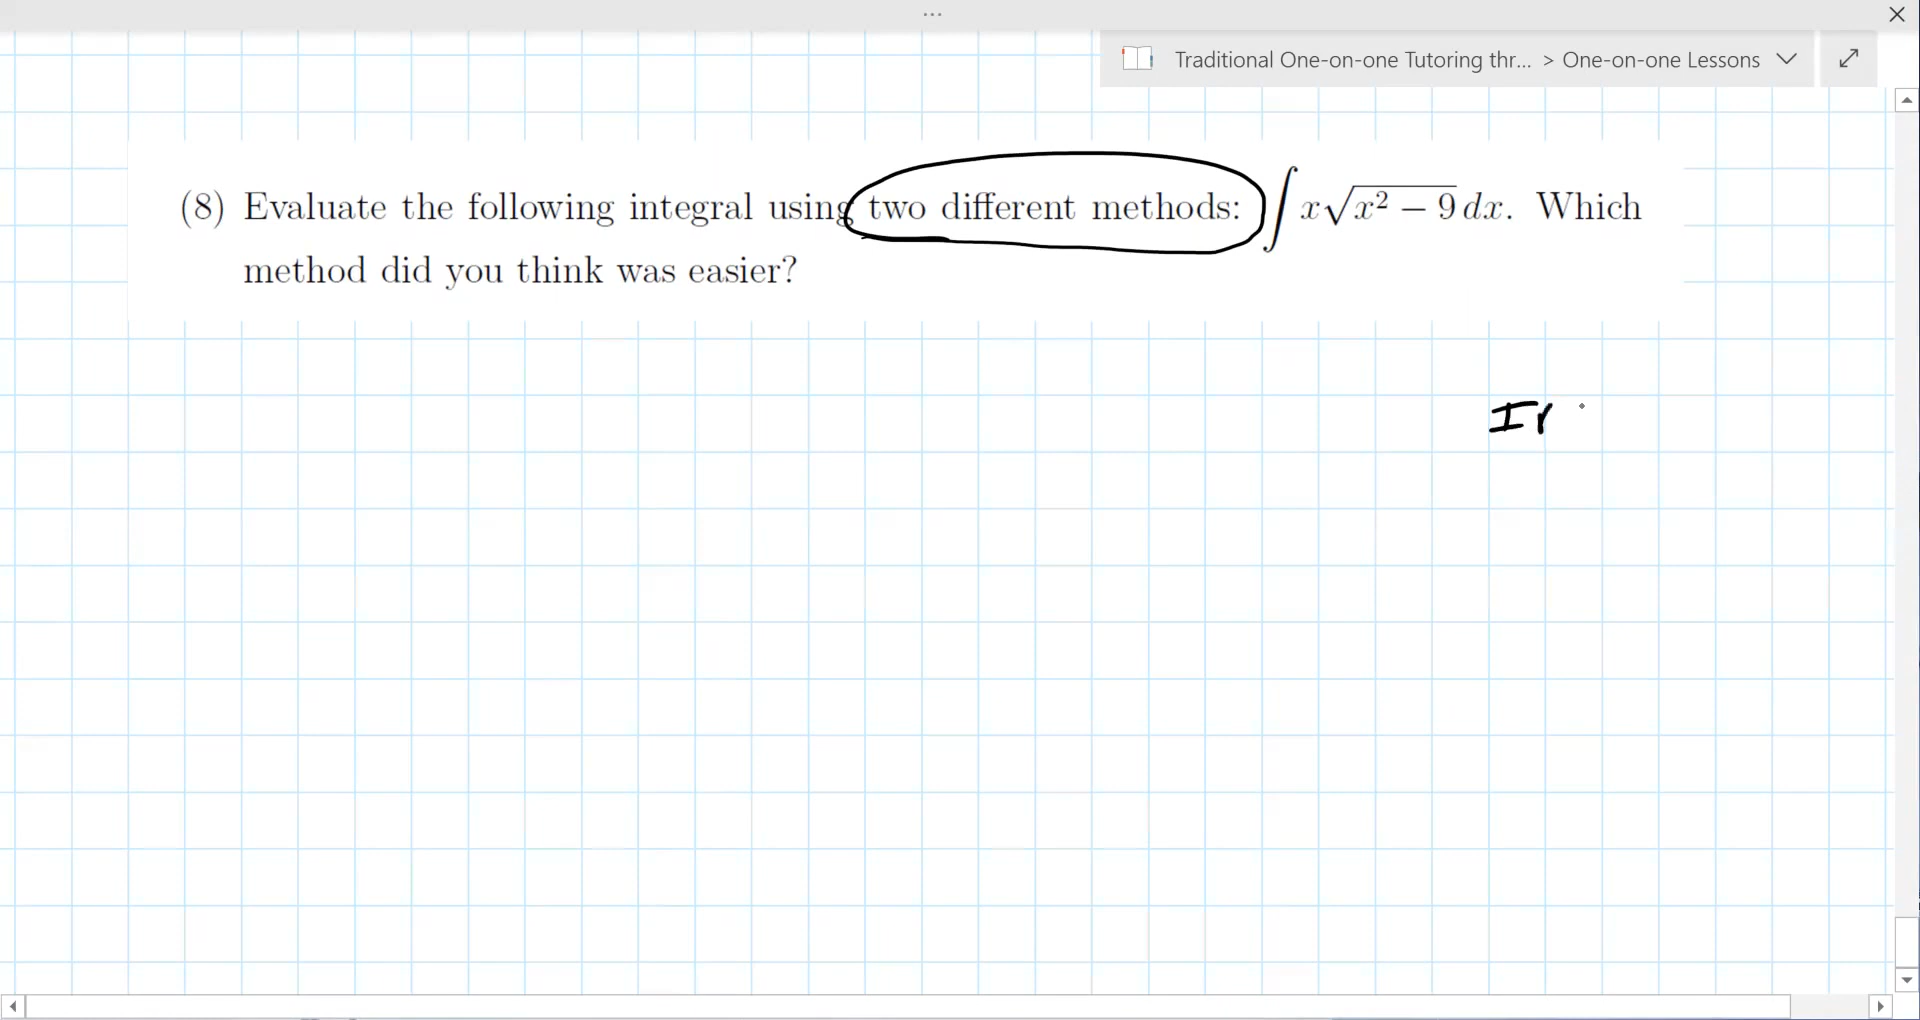 ...
Traditional One-on-one Tutoring thr... > One-on-one Lessons
(8) Evaluate the following integral using two different methods: ∫ x√(x² − 9) dx. Which
method did you think was easier?